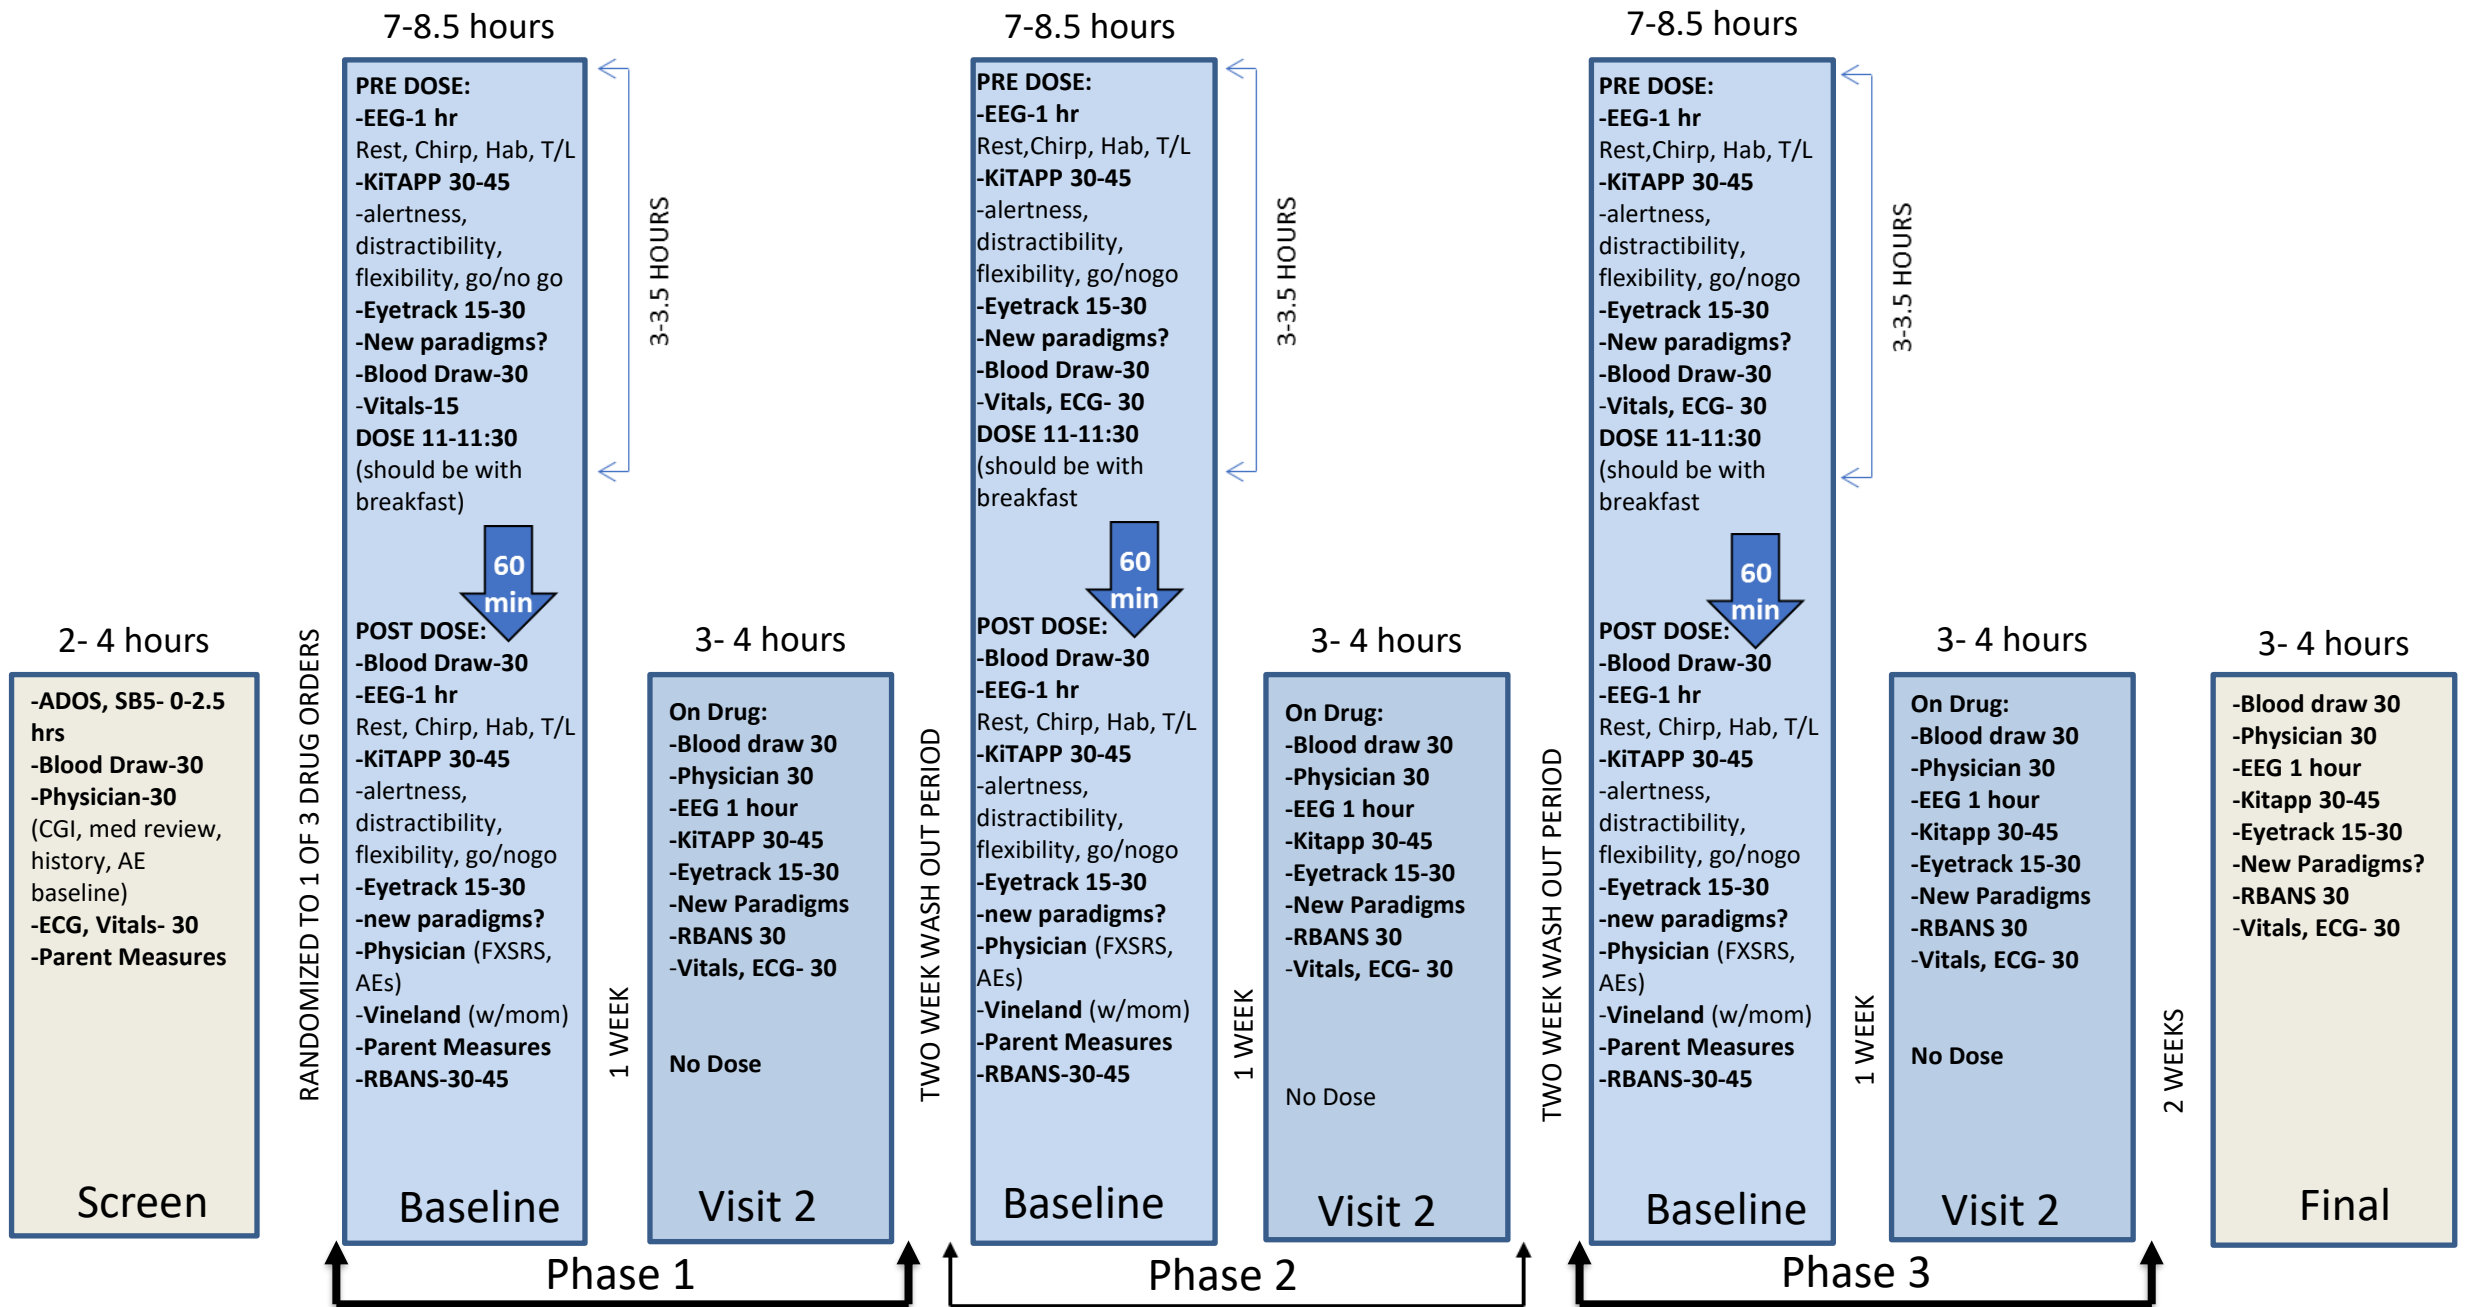 2- 4 hours
-ADOS, SB5- 0-2.5
hrs
-Blood Draw-30
-Physician-30
(CGI, med review,
history, AE
baseline)
-ECG, Vitals- 30
-Parent Measures
Screen
RANDOMIZED TO 1 OF 3 DRUG ORDERS
7-8.5 hours
PRE DOSE:
-EEG-1 hr
Rest, Chirp, Hab, T/L
-KiTAPP 30-45
-alertness,
distractibility,
flexibility, go/no go
-Eyetrack 15-30
-New paradigms?
-Blood Draw-30
-Vitals-15
DOSE 11-11:30
(should be with
breakfast)
60
min
POST DOSE:
-Blood Draw-30
-EEG-1 hr
Rest, Chirp, Hab, T/L
-KiTAPP 30-45
-alertness,
distractibility,
flexibility, go/nogo
-Eyetrack 15-30
-new paradigms?
-Physician (FXSRS,
AEs)
-Vineland (w/mom)
-Parent Measures
-RBANS-30-45
Baseline
3-3.5 HOURS
1 WEEK
3- 4 hours
On Drug:
-Blood draw 30
-Physician 30
-EEG 1 hour
-KiTAPP 30-45
-Eyetrack 15-30
-New Paradigms
-RBANS 30
-Vitals, ECG- 30
No Dose
Visit 2
Phase 1
TWO WEEK WASH OUT PERIOD
7-8.5 hours
PRE DOSE:
-EEG-1 hr
Rest,Chirp, Hab, T/L
-KiTAPP 30-45
-alertness,
distractibility,
flexibility, go/nogo
-Eyetrack 15-30
-New paradigms?
-Blood Draw-30
-Vitals, ECG- 30
DOSE 11-11:30
(should be with
breakfast
60
min
POST DOSE:
-Blood Draw-30
-EEG-1 hr
Rest, Chirp, Hab, T/L
-KiTAPP 30-45
-alertness,
distractibility,
flexibility, go/nogo
-Eyetrack 15-30
-new paradigms?
-Physician (FXSRS,
AEs)
-Vineland (w/mom)
-Parent Measures
-RBANS-30-45
Baseline
3-3.5 HOURS
1 WEEK
3- 4 hours
On Drug:
-Blood draw 30
-Physician 30
-EEG 1 hour
-Kitapp 30-45
-Eyetrack 15-30
-New Paradigms
-RBANS 30
-Vitals, ECG- 30
No Dose
Visit 2
Phase 2
TWO WEEK WASH OUT PERIOD
7-8.5 hours
PRE DOSE:
-EEG-1 hr
Rest,Chirp, Hab, T/L
-KiTAPP 30-45
-alertness,
distractibility,
flexibility, go/nogo
-Eyetrack 15-30
-New paradigms?
-Blood Draw-30
-Vitals, ECG- 30
DOSE 11-11:30
(should be with
breakfast
60
min
POST DOSE:
-Blood Draw-30
-EEG-1 hr
Rest, Chirp, Hab, T/L
-KiTAPP 30-45
-alertness,
distractibility,
flexibility, go/nogo
-Eyetrack 15-30
-new paradigms?
-Physician (FXSRS,
AEs)
-Vineland (w/mom)
-Parent Measures
-RBANS-30-45
Baseline
3-3.5 HOURS
1 WEEK
3- 4 hours
On Drug:
-Blood draw 30
-Physician 30
-EEG 1 hour
-Kitapp 30-45
-Eyetrack 15-30
-New Paradigms
-RBANS 30
-Vitals, ECG- 30
No Dose
Visit 2
Phase 3
2 WEEKS
3- 4 hours
-Blood draw 30
-Physician 30
-EEG 1 hour
-Kitapp 30-45
-Eyetrack 15-30
-New Paradigms?
-RBANS 30
-Vitals, ECG- 30
Final